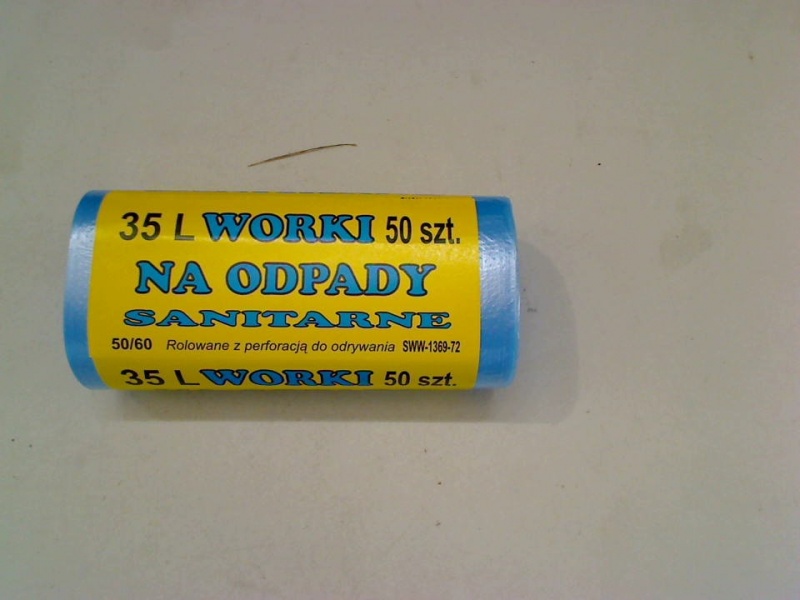 35 L WORKI 50 szt.
NA ODPADY
SANITARNE
50/60 Rolowane z perforacją do odrywania SWW-1369-72
35 L WORKI 50 szt.